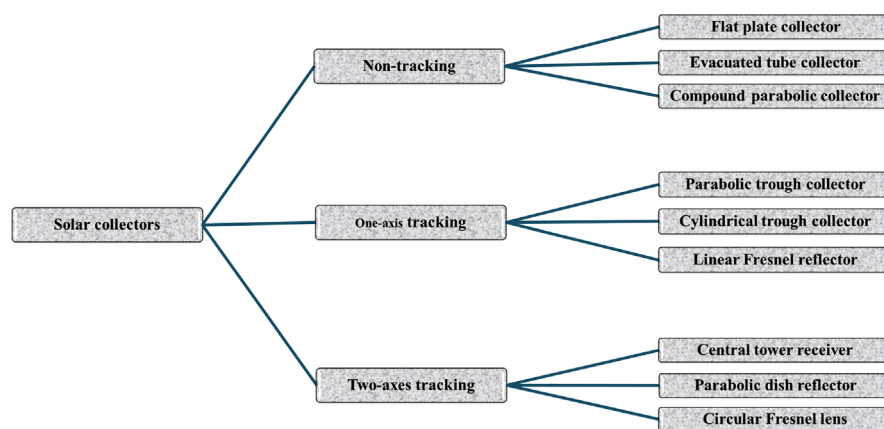 Solar collectors
Non-tracking
Flat plate collector
Evacuated tube collector
Compound parabolic collector
One-axis tracking
Parabolic trough collector
Cylindrical trough collector
Linear Fresnel reflector
Two-axes tracking
Central tower receiver
Parabolic dish reflector
Circular Fresnel lens